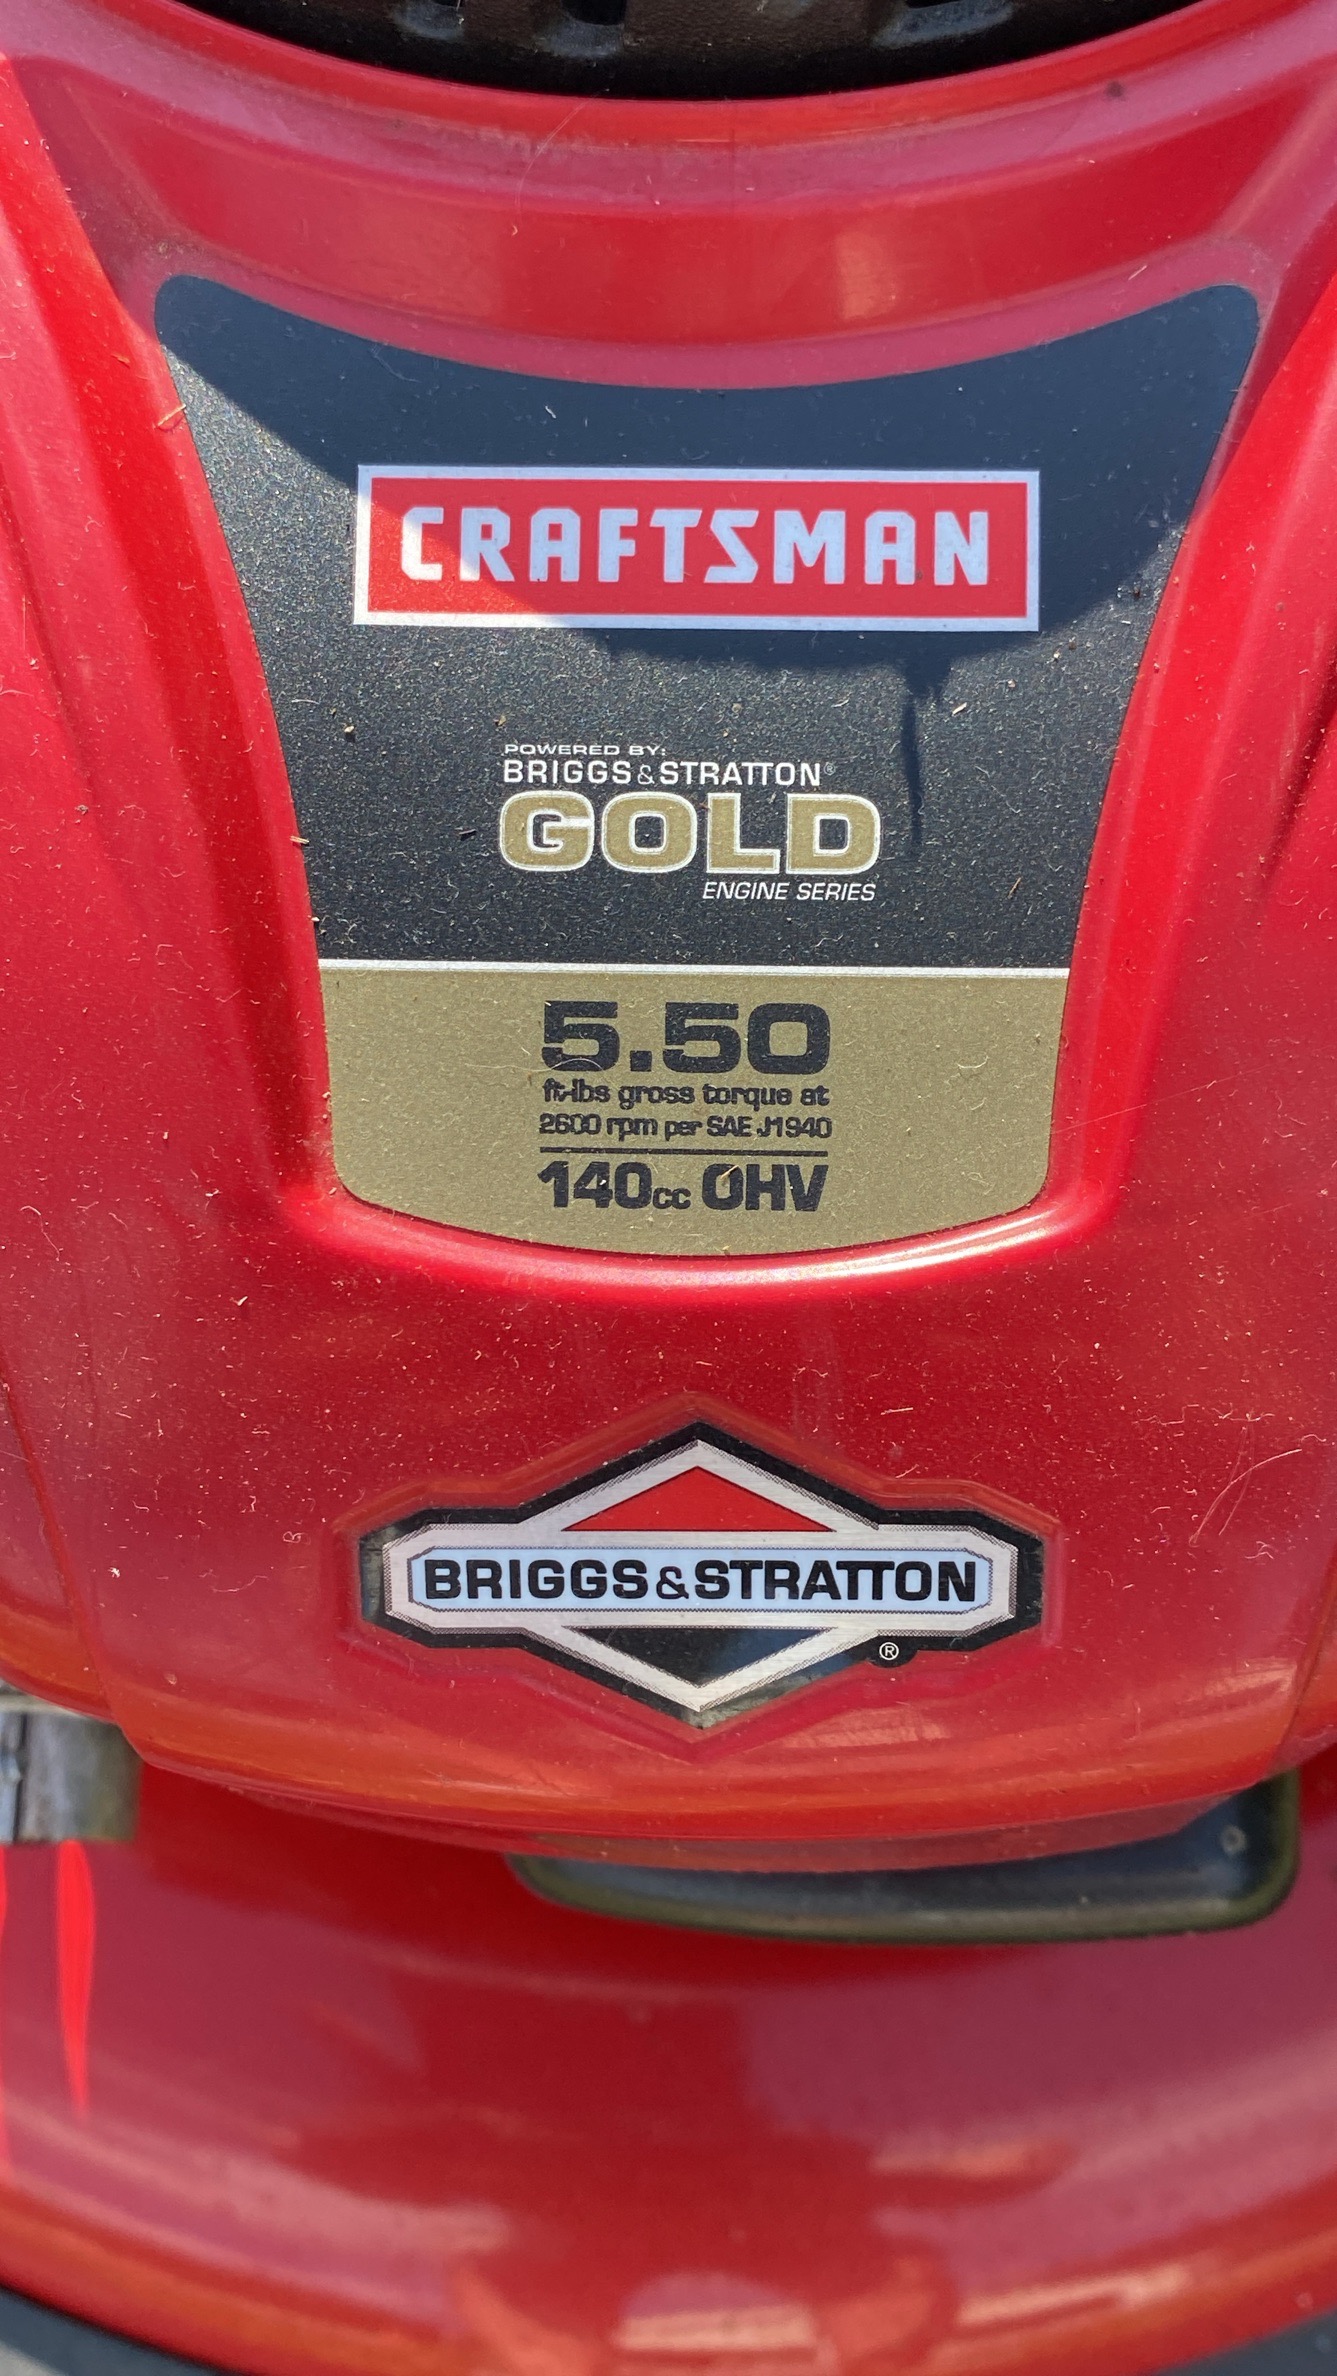 CRAFTSMAN
POWERED BY:
BRIGGS&STRATTON®
GOLD
ENGINE SERIES
5.50
ft-lbs gross torque at
2600 rpm per SAE J1940
140cc OHV
BRIGGS&STRATTON
®